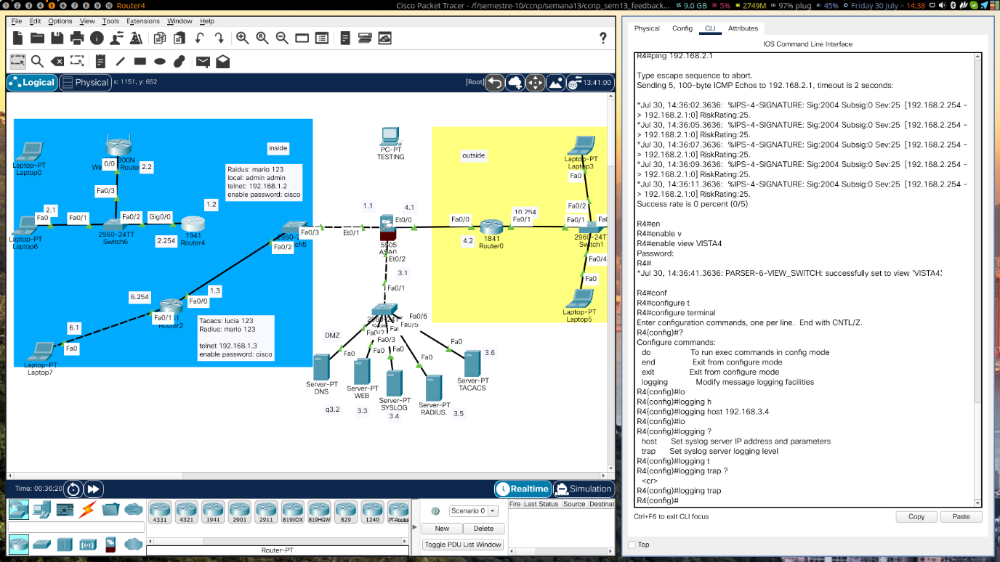 1 2 3 4 5 6 7 8 9 10 Router4
Cisco Packet Tracer - /f/semestre-10/ccnp/semana13/ccnp_sem13_feedback...
9.0 GB 5% 2749M 97% plug 45% Friday 30 July > 14:38
File Edit Options View Tools Extensions Window Help
?
Logical Physical x: 1151, y: 652
[Root] 13:41:00
inside
Raidus: mario 123
local: admin admin
telnet: 192.168.1.2
enable password: cisco
Laptop-PT
Laptop0
0/0
2.2
Fa0/3
2.1
Fa0
Fa0/1
Fa0/2
Gig0/0
1.2
Laptop-PT
Laptop6
2960-24TT
Switch6
2.254
1941
Router4
Fa0/3
Fa0/2
6.254
1.3
Fa0/0
Fa0/1
Router2
6.1
Fa0
Laptop-PT
Laptop7
Tacacs: lucia 123
Radius: mario 123
telnet 192.168.1.3
enable password: cisco
PC-PT
TESTING
1.1
4.1
Et0/0
Et0/1
5505
Et0/2
3.1
Fa0/1
outside
Laptop-PT
Laptop3
Fa0
Fa0/2
10.254
Fa0/0
Fa0/1
Fa0/1
4.2
1841
Router0
2960-24TT
Switch1
Fa0/4
Fa0
Laptop-PT
Laptop5
Fa0/6
Fa0/5
Fa0/2
Fa0/3
DMZ
Fa0
Fa0
Fa0
Fa0
Fa0
3.6
Server-PT
DNS
Server-PT
WEB
Server-PT
SYSLOG
Server-PT
RADIUS.
Server-PT
TACACS
q3.2
3.3
3.4
3.5
Time: 00:36:20
Realtime Simulation
4331 4321 1941 2901 2911 819IOX 819HGW 829 1240 PT-Router
Router-PT
Scenario 0
New Delete
Toggle PDU List Window
Fire Last Status Source Destinat
Physical Config CLI Attributes
IOS Command Line Interface
R4#ping 192.168.2.1
Type escape sequence to abort.
Sending 5, 100-byte ICMP Echos to 192.168.2.1, timeout is 2 seconds:
*Jul 30, 14:36:02.3636: %IPS-4-SIGNATURE: Sig:2004 Subsig:0 Sev:25 [192.168.2.254 -
> 192.168.2.1:0] RiskRating:25.
*Jul 30, 14:36:05.3636: %IPS-4-SIGNATURE: Sig:2004 Subsig:0 Sev:25 [192.168.2.254 -
> 192.168.2.1:0] RiskRating:25.
*Jul 30, 14:36:07.3636: %IPS-4-SIGNATURE: Sig:2004 Subsig:0 Sev:25 [192.168.2.254 -
> 192.168.2.1:0] RiskRating:25.
*Jul 30, 14:36:09.3636: %IPS-4-SIGNATURE: Sig:2004 Subsig:0 Sev:25 [192.168.2.254 -
> 192.168.2.1:0] RiskRating:25.
*Jul 30, 14:36:11.3636: %IPS-4-SIGNATURE: Sig:2004 Subsig:0 Sev:25 [192.168.2.254 -
> 192.168.2.1:0] RiskRating:25.
Success rate is 0 percent (0/5)
R4#en
R4#enable v
R4#enable view VISTA4
Password:
R4#
*Jul 30, 14:36:41.3636: PARSER-6-VIEW_SWITCH: successfully set to view 'VISTA4'.
R4#conf
R4#configure t
R4#configure terminal
Enter configuration commands, one per line. End with CNTL/Z.
R4(config)#?
Configure commands:
do To run exec commands in config mode
end Exit from configure mode
exit Exit from configure mode
logging Modify message logging facilities
R4(config)#lo
R4(config)#logging h
R4(config)#logging host 192.168.3.4
R4(config)#lo
R4(config)#logging ?
host Set syslog server IP address and parameters
trap Set syslog server logging level
R4(config)#logging t
R4(config)#logging trap ?
<cr>
R4(config)#logging trap
R4(config)#
Ctrl+F6 to exit CLI focus
Copy Paste
Top